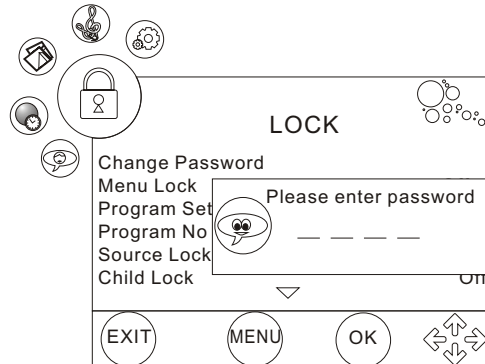 LOCK
Change Password
Menu Lock
Program Set
Please enter password
Program No
Source Lock
Child Lock Off
EXIT MENU OK